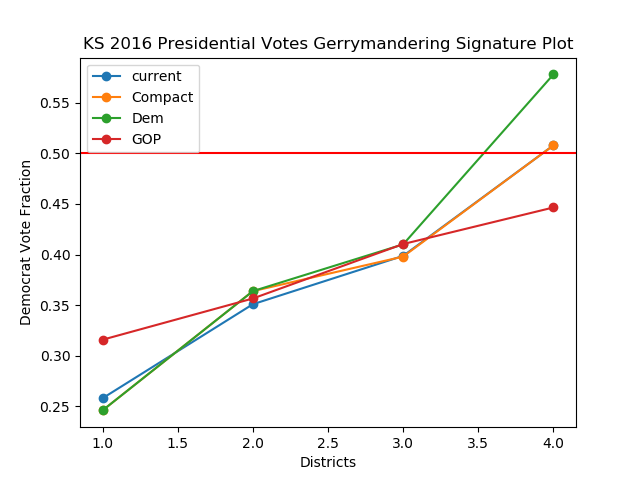 KS 2016 Presidential Votes Gerrymandering Signature Plot
current
Compact
Dem
GOP
Democrat Vote Fraction
0.55
0.50
0.45
0.40
0.35
0.30
0.25
1.0 1.5 2.0 2.5 3.0 3.5 4.0
Districts